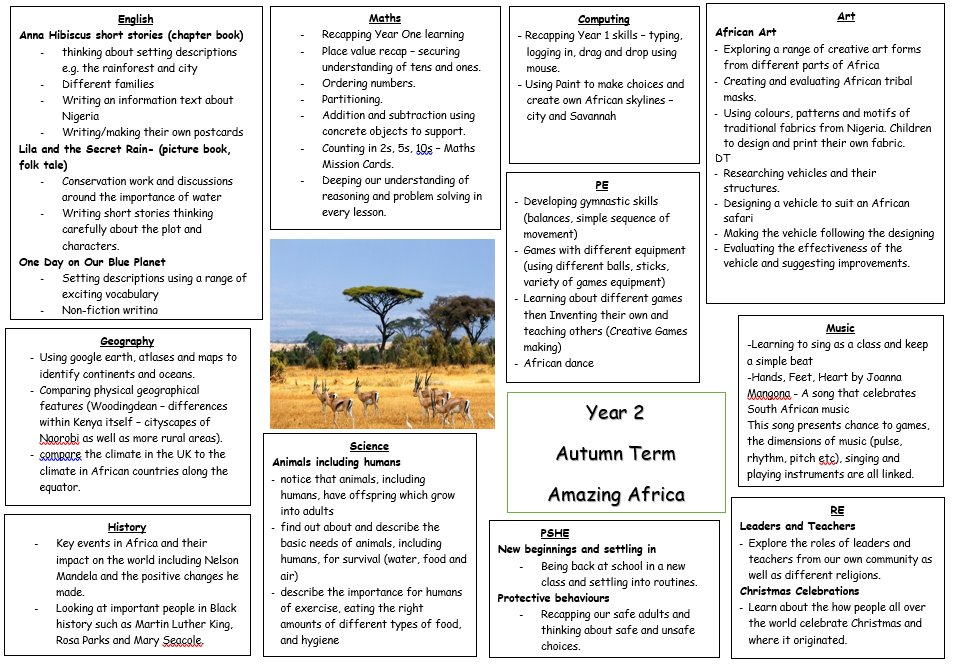 English
Anna Hibiscus short stories (chapter book)
- thinking about setting descriptions
e.g. the rainforest and city
- Different families
- Writing an information text about
Nigeria
- Writing/making their own postcards
Lila and the Secret Rain- (picture book,
folk tale)
- Conservation work and discussions
around the importance of water
- Writing short stories thinking
carefully about the plot and
characters.
One Day on Our Blue Planet
- Setting descriptions using a range of
exciting vocabulary
- Non-fiction writing
Maths
- Recapping Year One learning
- Place value recap – securing
understanding of tens and ones.
- Ordering numbers.
- Partitioning.
- Addition and subtraction using
concrete objects to support.
- Counting in 2s, 5s, 10s – Maths
Mission Cards.
- Deeping our understanding of
reasoning and problem solving in
every lesson.
Computing
- Recapping Year 1 skills – typing,
logging in, drag and drop using
mouse.
- Using Paint to make choices and
create own African skylines –
city and Savannah
Art
African Art
- Exploring a range of creative art forms
from different parts of Africa
- Creating and evaluating African tribal
masks.
- Using colours, patterns and motifs of
traditional fabrics from Nigeria. Children
to design and print their own fabric.
DT
- Researching vehicles and their
structures.
- Designing a vehicle to suit an African
safari
- Making the vehicle following the designing
- Evaluating the effectiveness of the
vehicle and suggesting improvements.
PE
- Developing gymnastic skills
(balances, simple sequence of
movement)
- Games with different equipment
(using different balls, sticks,
variety of games equipment)
- Learning about different games
then Inventing their own and
teaching others (Creative Games
making)
- African dance
Geography
- Using google earth, atlases and maps to
identify continents and oceans.
- Comparing physical geographical
features (Woodingdean – differences
within Kenya itself – cityscapes of
Naorobi as well as more rural areas).
- compare the climate in the UK to the
climate in African countries along the
equator.
Music
-Learning to sing as a class and keep
a simple beat
-Hands, Feet, Heart by Joanna
Mangona - A song that celebrates
South African music
This song presents chance to games,
the dimensions of music (pulse,
rhythm, pitch etc), singing and
playing instruments are all linked.
Year 2
Autumn Term
Amazing Africa
Science
Animals including humans
- notice that animals, including
humans, have offspring which grow
into adults
- find out about and describe the
basic needs of animals, including
humans, for survival (water, food and
air)
- describe the importance for humans
of exercise, eating the right
amounts of different types of food,
and hygiene
History
- Key events in Africa and their
impact on the world including Nelson
Mandela and the positive changes he
made.
- Looking at important people in Black
history such as Martin Luther King,
Rosa Parks and Mary Seacole.
PSHE
New beginnings and settling in
- Being back at school in a new
class and settling into routines.
Protective behaviours
- Recapping our safe adults and
thinking about safe and unsafe
choices.
RE
Leaders and Teachers
- Explore the roles of leaders and
teachers from our own community as
well as different religions.
Christmas Celebrations
- Learn about the how people all over
the world celebrate Christmas and
where it originated.